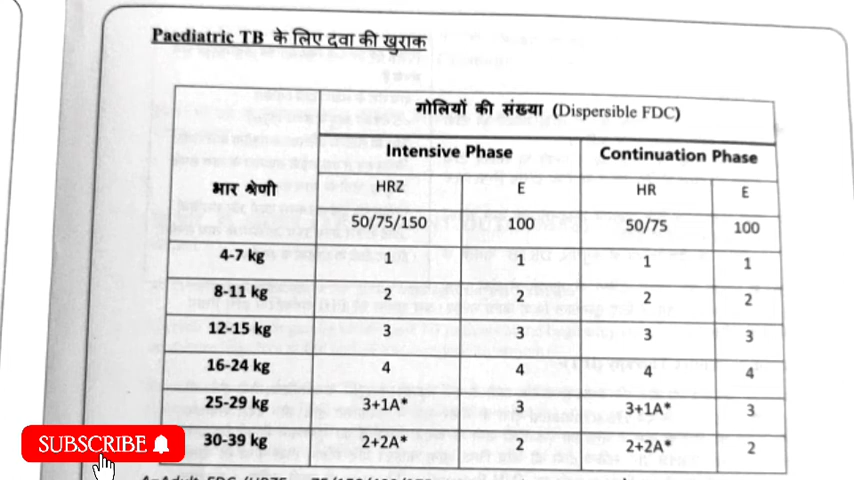 Paediatric TB के लिए दवा की खुराक
गोलियों की संख्या (Dispersible FDC)
Intensive Phase Continuation Phase
भार श्रेणी HRZ E HR E
50/75/150 100 50/75 100
4-7 kg 1 1 1 1
8-11 kg 2 2 2 2
12-15 kg 3 3 3 3
16-24 kg 4 4 4 4
25-29 kg 3+1A* 3 3+1A* 3
30-39 kg 2+2A* 2 2+2A* 2
SUBSCRIBE